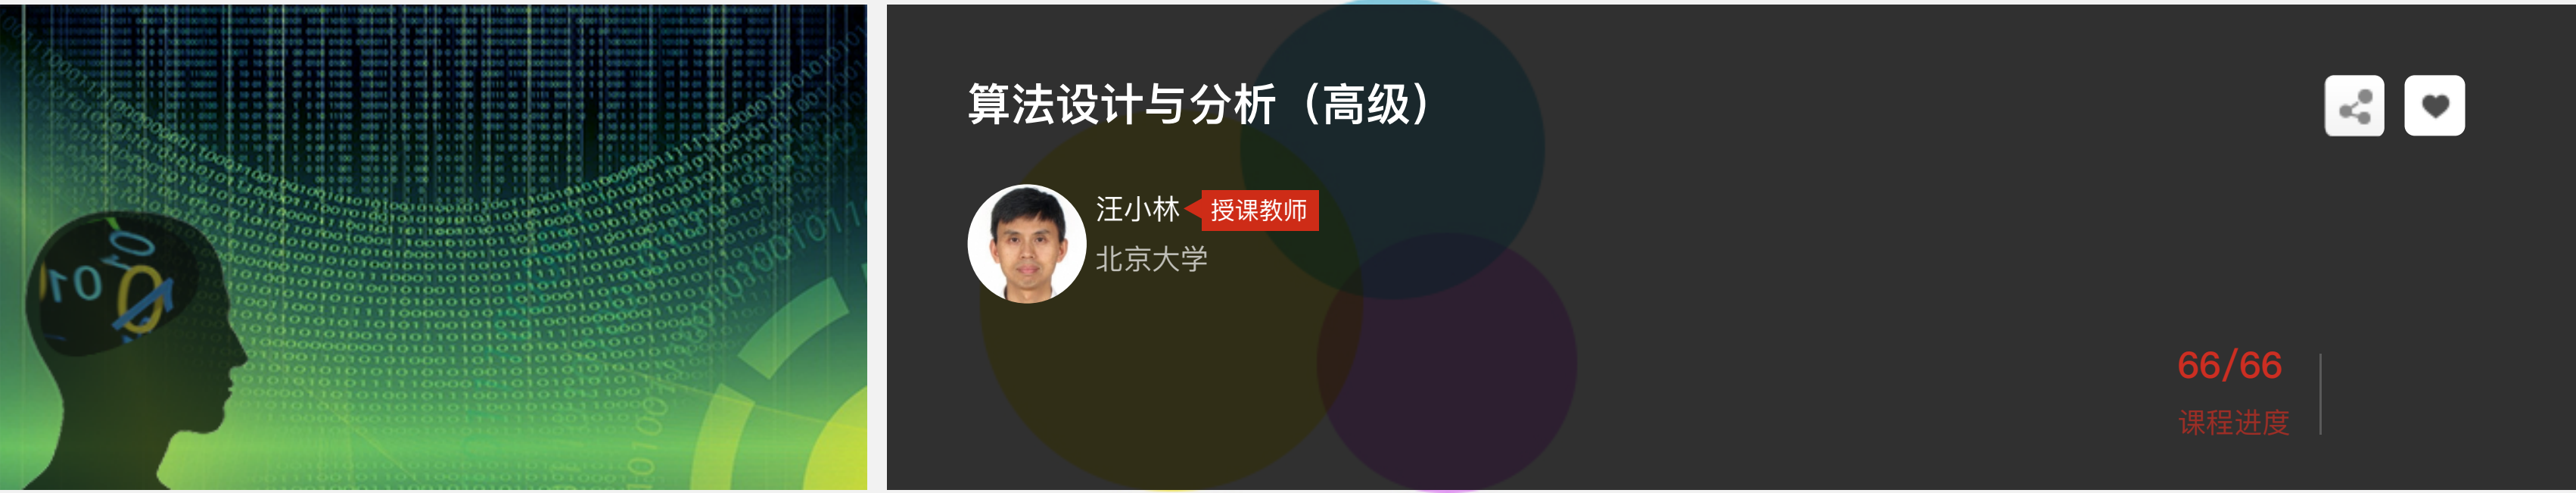 算法设计与分析（高级）
汪小林
授课教师
北京大学
66/66
课程进度